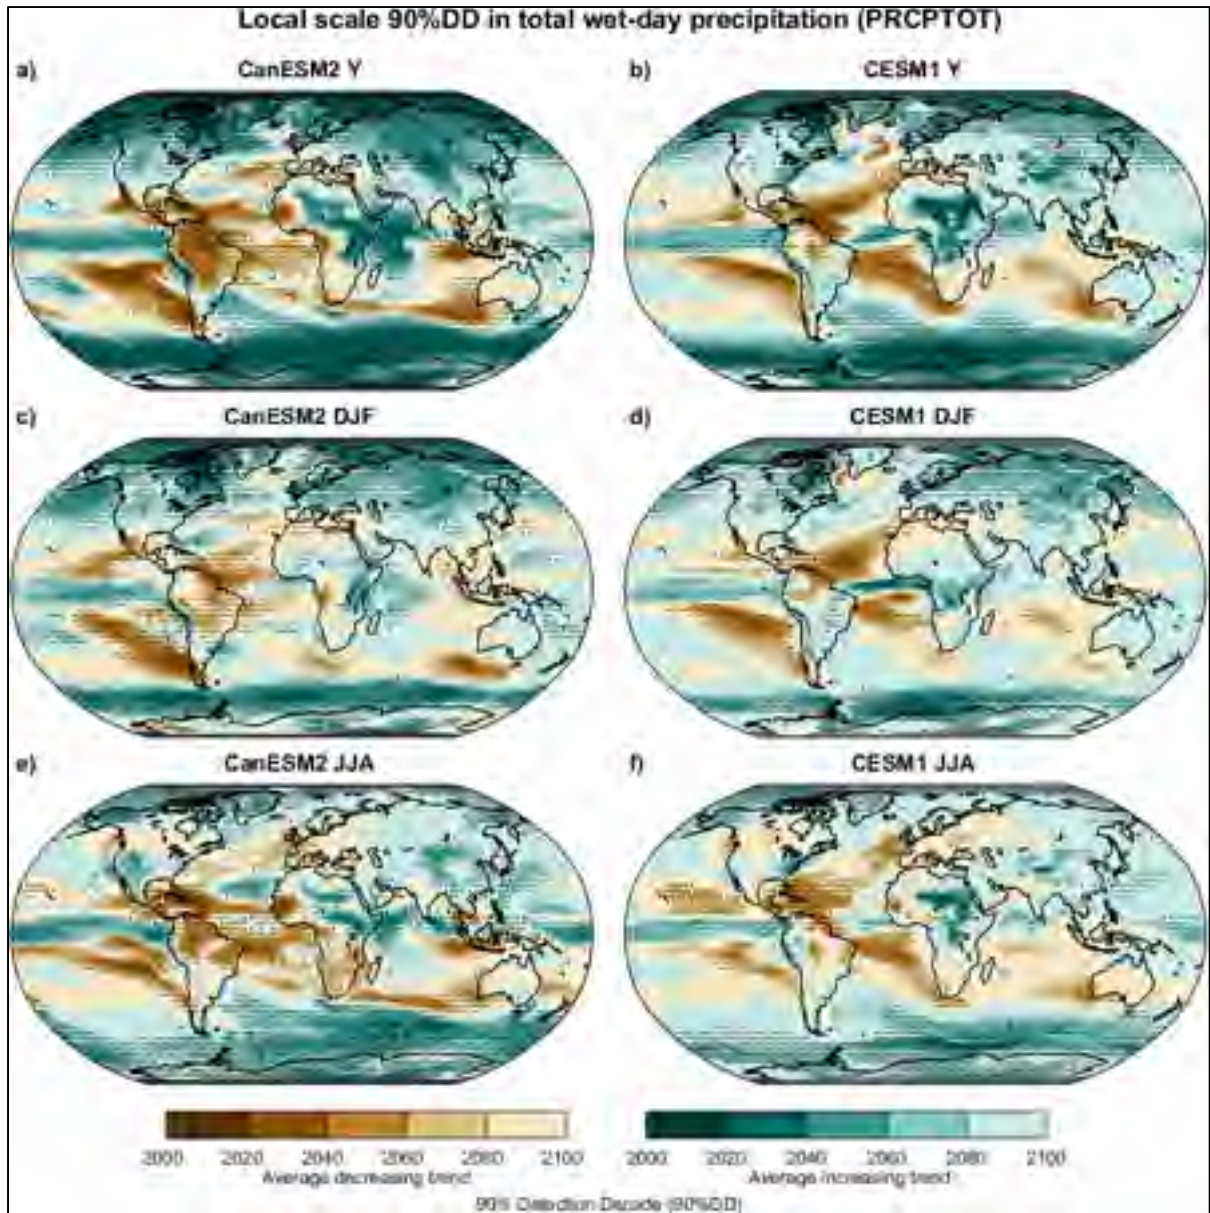 Local scale 90%DD in total wet-day precipitation (PRCPTOT)
a) CanESM2 Y b) CESM1 Y
c) CanESM2 DJF d) CESM1 DJF
e) CanESM2 JJA f) CESM1 JJA
2000 2020 2040 2060 2080 2100 2000 2020 2040 2060 2080 2100
Average decreasing trend Average increasing trend
90% Detection Decade (90%DD)